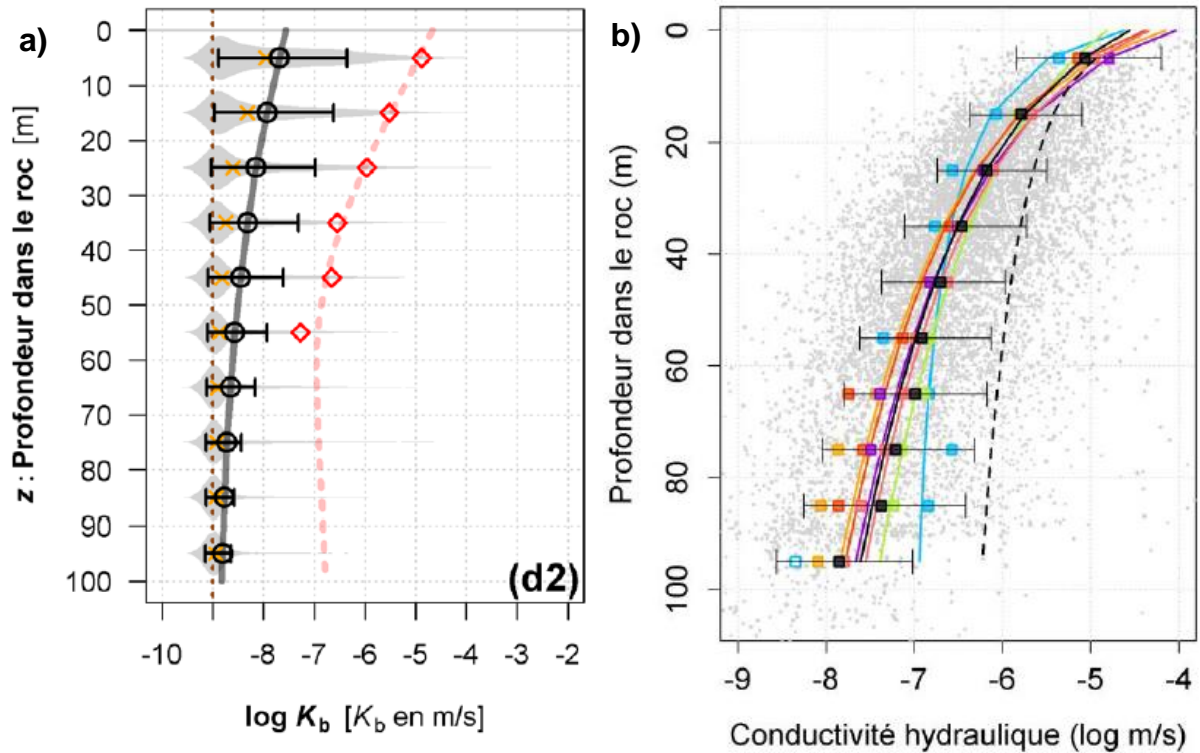 a)
0
10
20
30
40
50
60
70
80
90
100
z : Profondeur dans le roc [m]
(d2)
-10 -8 -7 -6 -5 -4 -3 -2
log Kb [Kb en m/s]
b)
0
20
40
60
80
100
Profondeur dans le roc (m)
-9 -8 -7 -6 -5 -4
Conductivité hydraulique (log m/s)